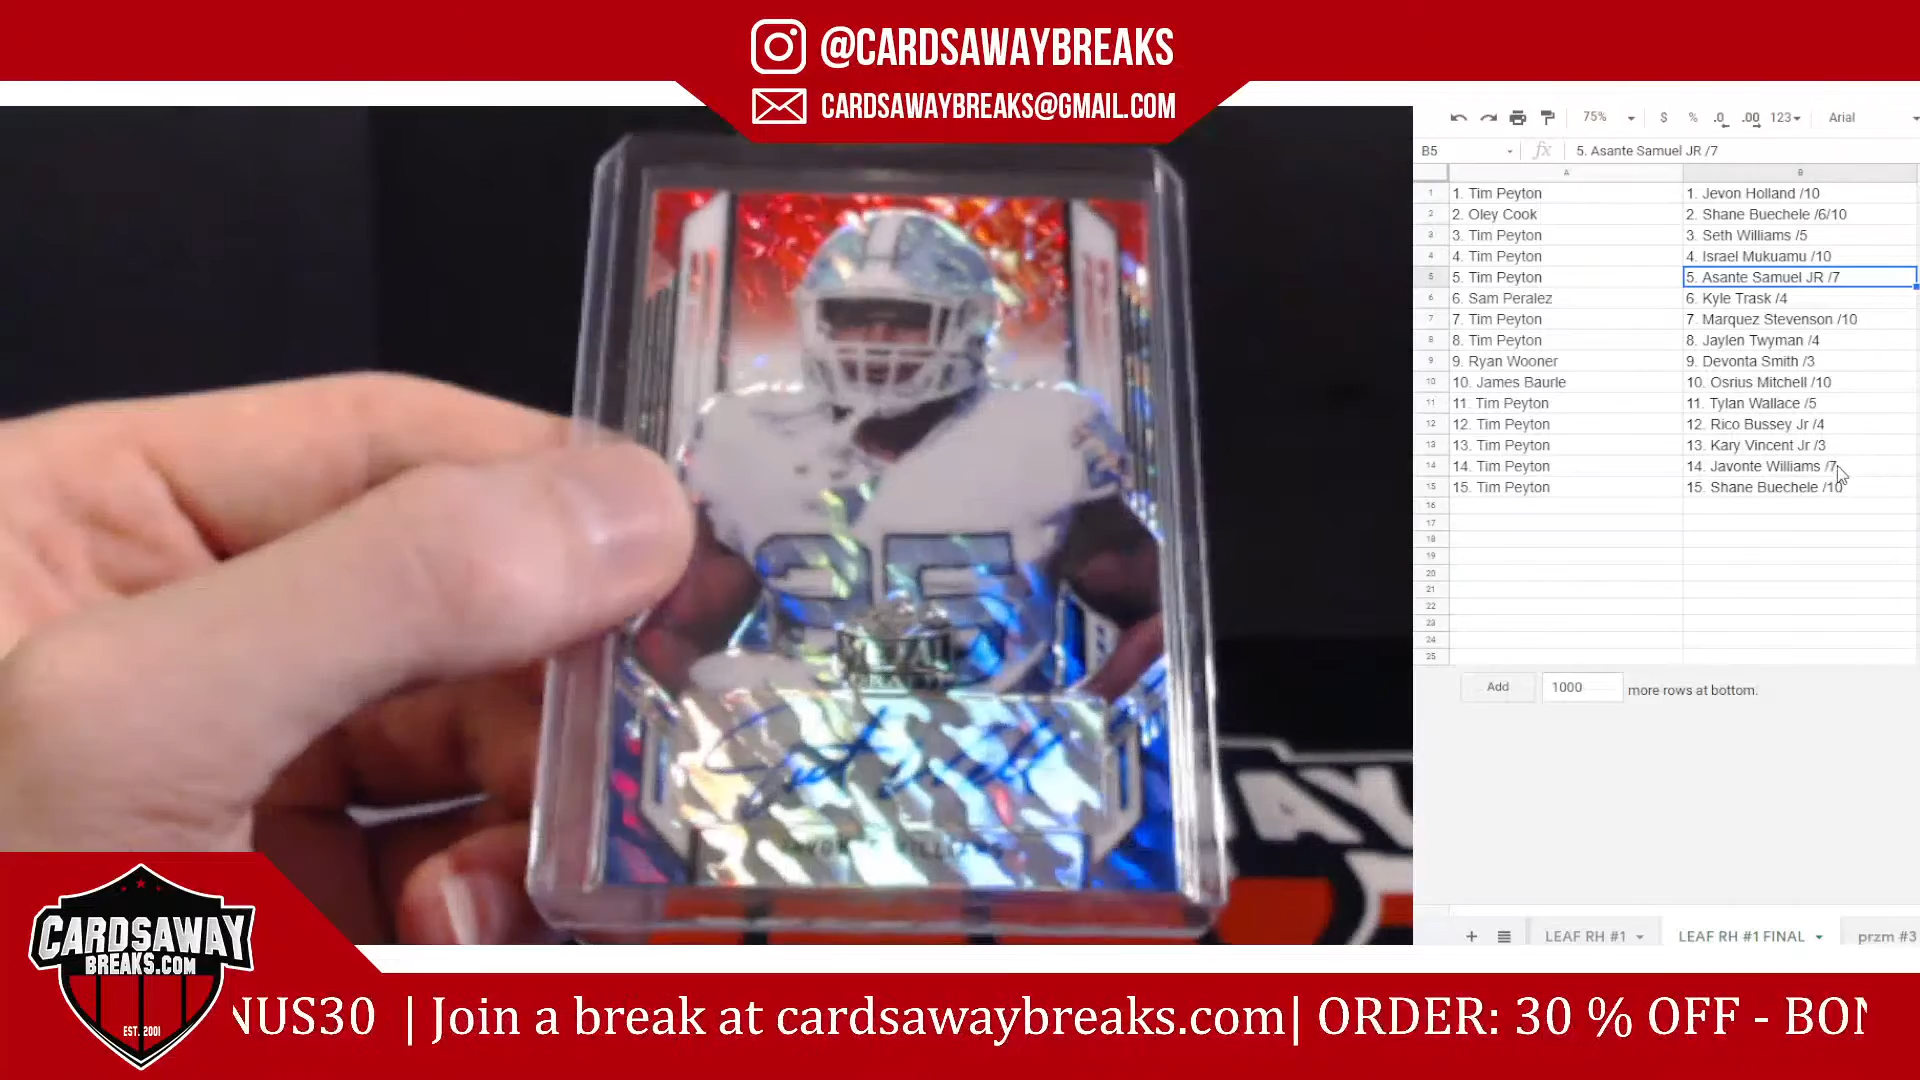 @CARDSAWAYBREAKS
CARDSAWAYBREAKS@GMAIL.COM
75% $ % .0 .00 123 Arial
B5 fx 5. Asante Samuel JR /7
A B
1 1. Tim Peyton 1. Jevon Holland /10
2 2. Oley Cook 2. Shane Buechele /6/10
3 3. Tim Peyton 3. Seth Williams /5
4 4. Tim Peyton 4. Israel Mukuamu /10
5 5. Tim Peyton 5. Asante Samuel JR /7
6 6. Sam Peralez 6. Kyle Trask /4
7 7. Tim Peyton 7. Marquez Stevenson /10
8 8. Tim Peyton 8. Jaylen Twyman /4
9 9. Ryan Wooner 9. Devonta Smith /3
10 10. James Baurle 10. Osrius Mitchell /10
11 11. Tim Peyton 11. Tylan Wallace /5
12 12. Tim Peyton 12. Rico Bussey Jr /4
13 13. Tim Peyton 13. Kary Vincent Jr /3
14 14. Tim Peyton 14. Javonte Williams /7
15 15. Tim Peyton 15. Shane Buechele /10
16
17
18
19
20
21
22
23
24
25
Add 1000 more rows at bottom.
+ LEAF RH #1 LEAF RH #1 FINAL przm #3
25
METAL
CARDSAWAY
BREAKS.COM
EST. 2001
NUS30 | Join a break at cardsawaybreaks.com| ORDER: 30 % OFF - BON